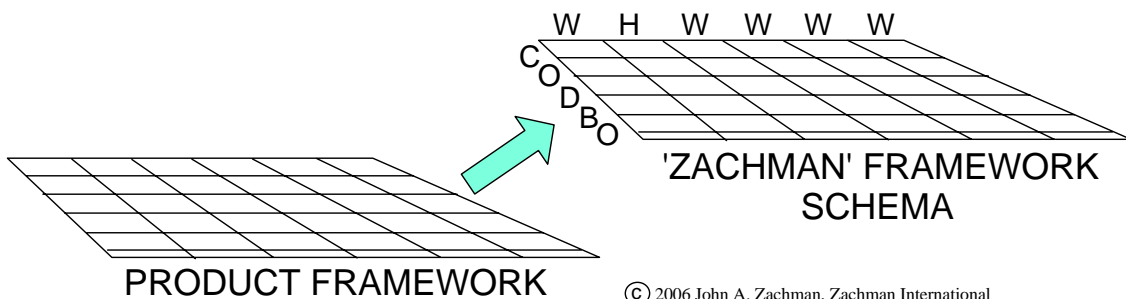 W H W W W W
C
O
D
B
O
'ZACHMAN' FRAMEWORK
SCHEMA
PRODUCT FRAMEWORK
© 2006 John A. Zachman, Zachman International